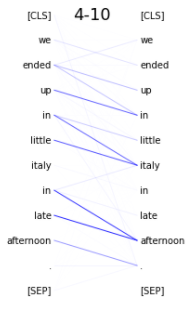 4-10
[CLS] [CLS]
we we
ended ended
up up
in in
little little
italy italy
in in
late late
afternoon afternoon
. .
[SEP] [SEP]